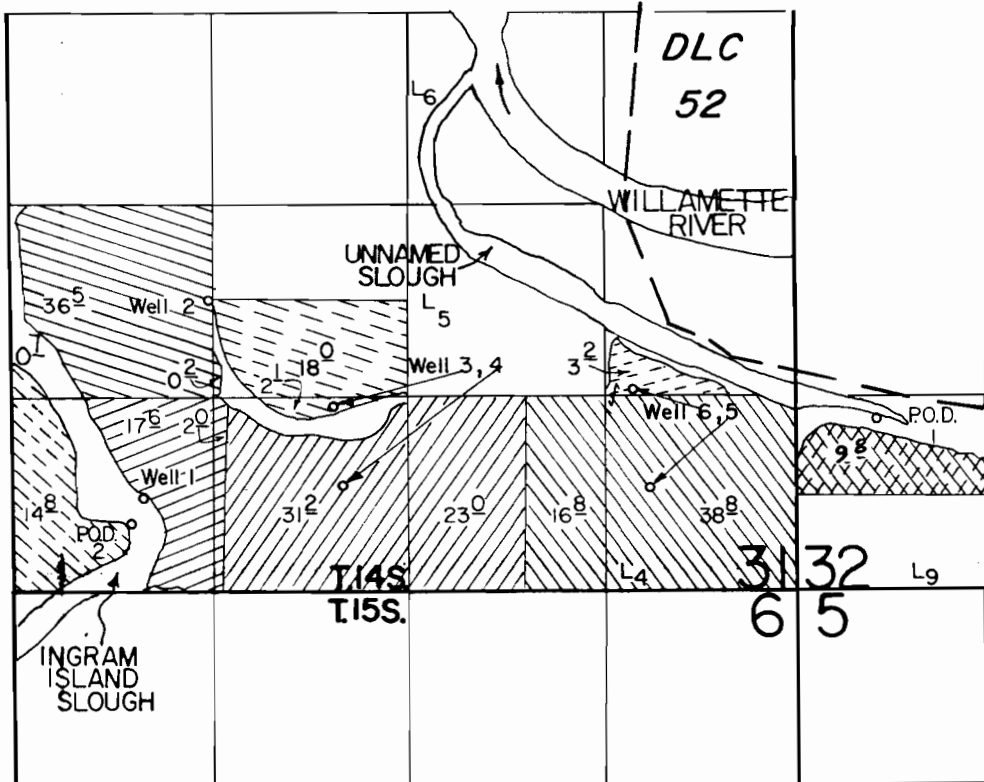 DLC
52
L6
WILLAMETTE
RIVER
UNNAMED
SLOUGH
36 5
Well 2
L5
0 1
0 2
2 1
18 0
Well 3, 4
3 2
17 6
2 0
Well 6, 5
P.O.D.
1
9 8
Well 1
14 8
P.O.D.
2
31 2
23 0
16 8
38 8
T.14S.
L4
31 32
L9
T.15S.
6 5
INGRAM
ISLAND
SLOUGH